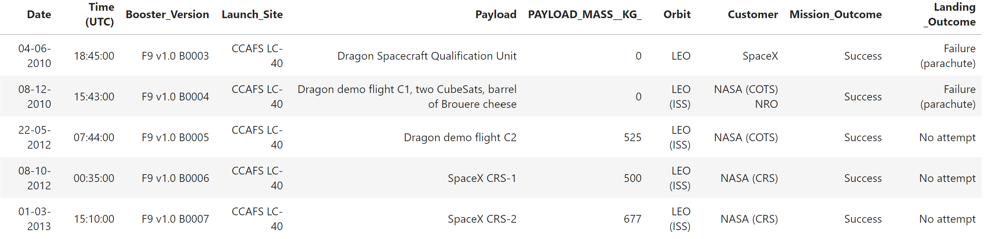 Date Time (UTC) Booster_Version Launch_Site Payload PAYLOAD_MASS__KG_ Orbit Customer Mission_Outcome Landing _Outcome
04-06-2010 18:45:00 F9 v1.0 B0003 CCAFS LC-40 Dragon Spacecraft Qualification Unit 0 LEO SpaceX Success Failure (parachute)
08-12-2010 15:43:00 F9 v1.0 B0004 CCAFS LC-40 Dragon demo flight C1, two CubeSats, barrel of Brouere cheese 0 LEO (ISS) NASA (COTS) NRO Success Failure (parachute)
22-05-2012 07:44:00 F9 v1.0 B0005 CCAFS LC-40 Dragon demo flight C2 525 LEO (ISS) NASA (COTS) Success No attempt
08-10-2012 00:35:00 F9 v1.0 B0006 CCAFS LC-40 SpaceX CRS-1 500 LEO (ISS) NASA (CRS) Success No attempt
01-03-2013 15:10:00 F9 v1.0 B0007 CCAFS LC-40 SpaceX CRS-2 677 LEO (ISS) NASA (CRS) Success No attempt